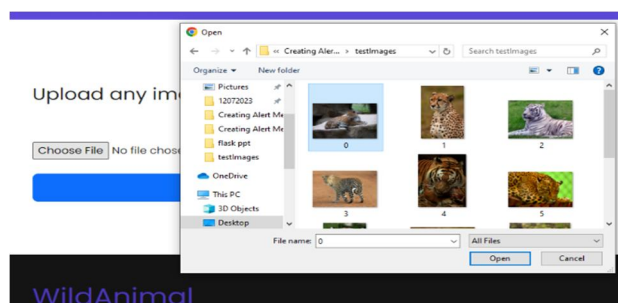 Open
Creating Aler... > testImages
Search testImages
Organize
New folder
Pictures
12072023
Creating Alert Me
Creating Alert Me
flask ppt
testImages
OneDrive
This PC
3D Objects
Desktop
0
1
2
3
4
5
File name: 0
All Files
Open
Cancel
Upload any im
Choose File No file chose
WildAnimal